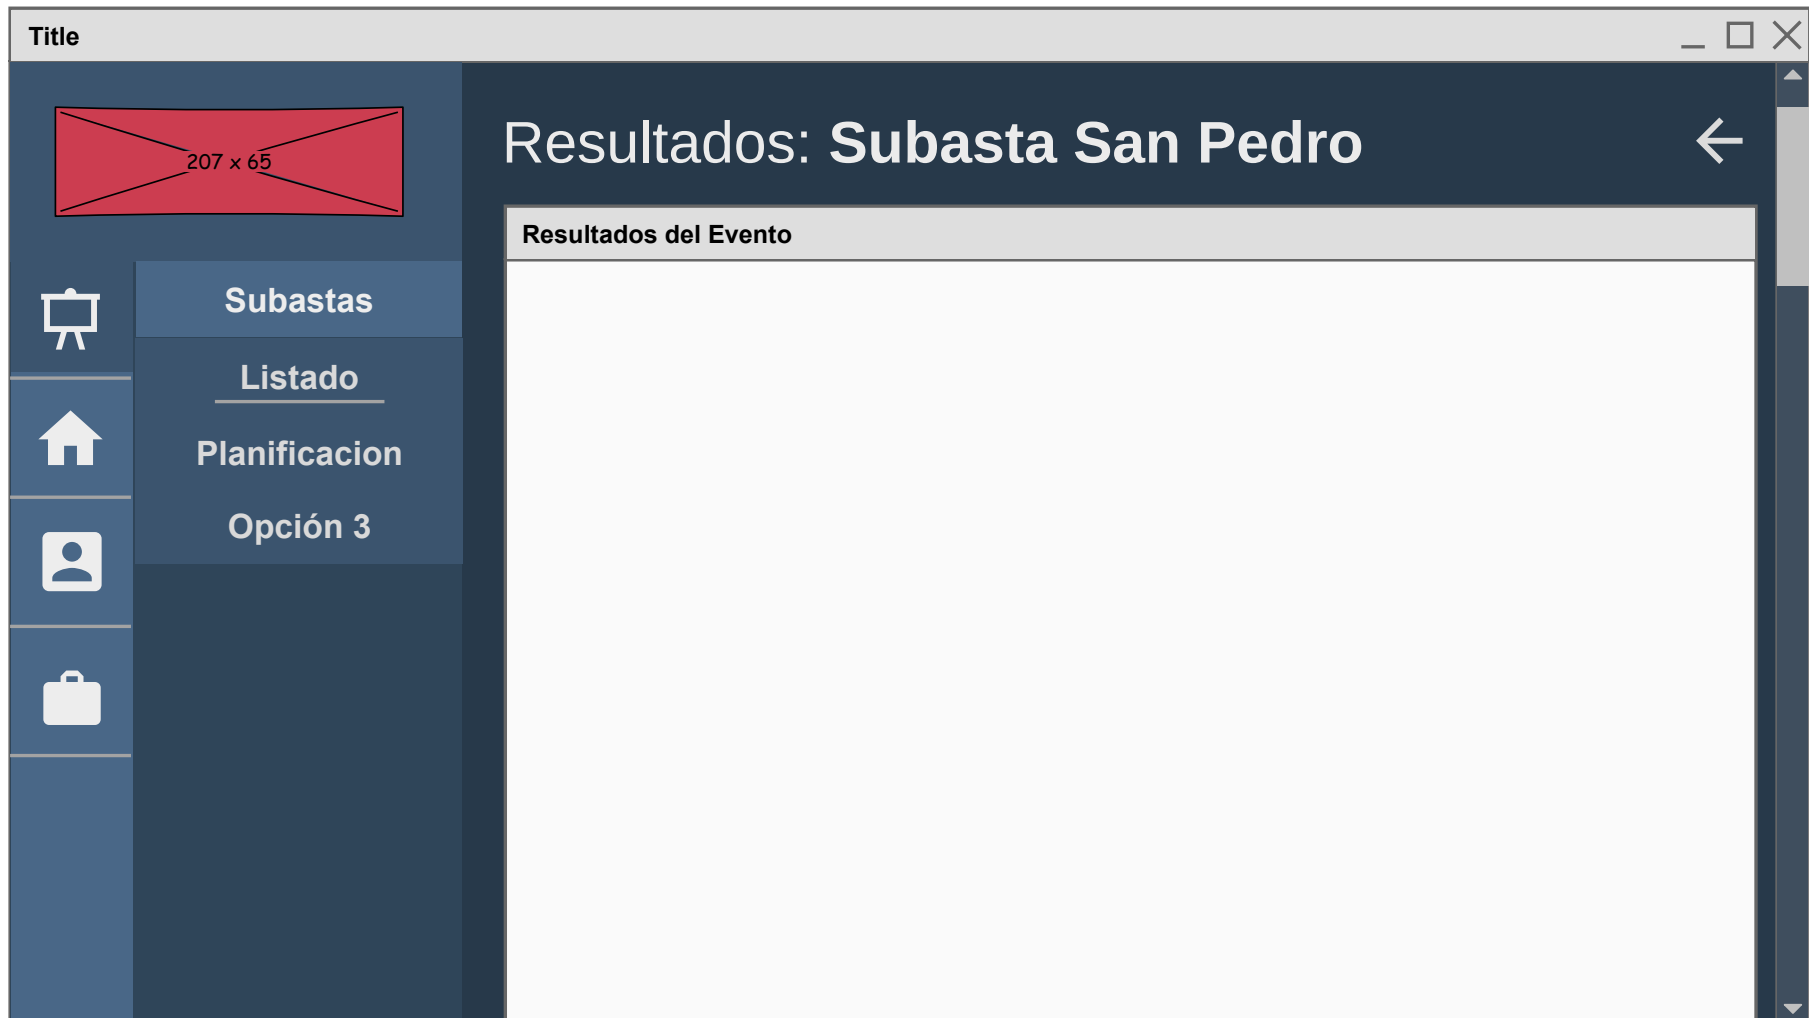 Title
207 x 65
Resultados: Subasta San Pedro
Resultados del Evento
Subastas
Listado
Planificacion
Opción 3